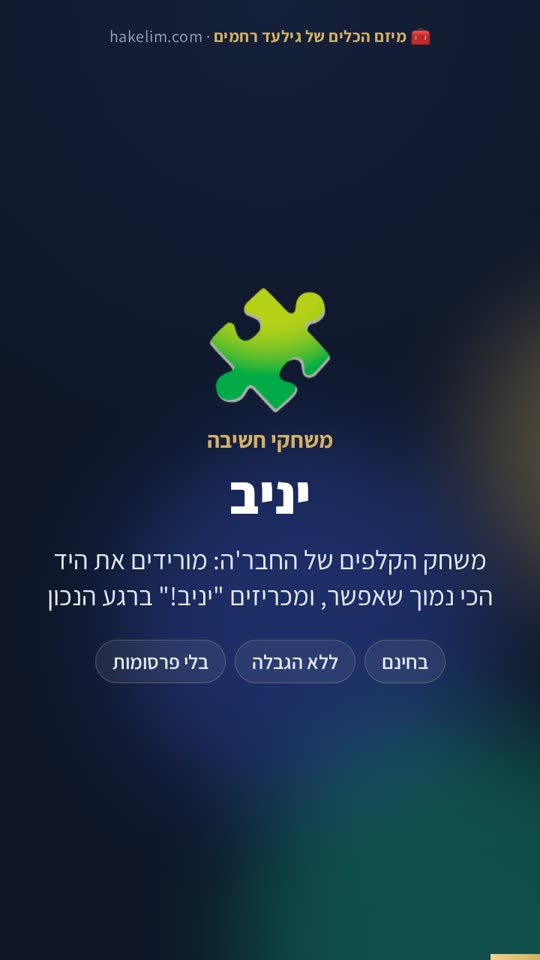 🧰 מיזם הכלים של גילעד רחמים · hakelim.com
משחקי חשיבה
יניב
משחק הקלפים של החבר'ה: מורידים את היד
הכי נמוך שאפשר, ומכריזים "יניב!" ברגע הנכון
בחינם
ללא הגבלה
בלי פרסומות